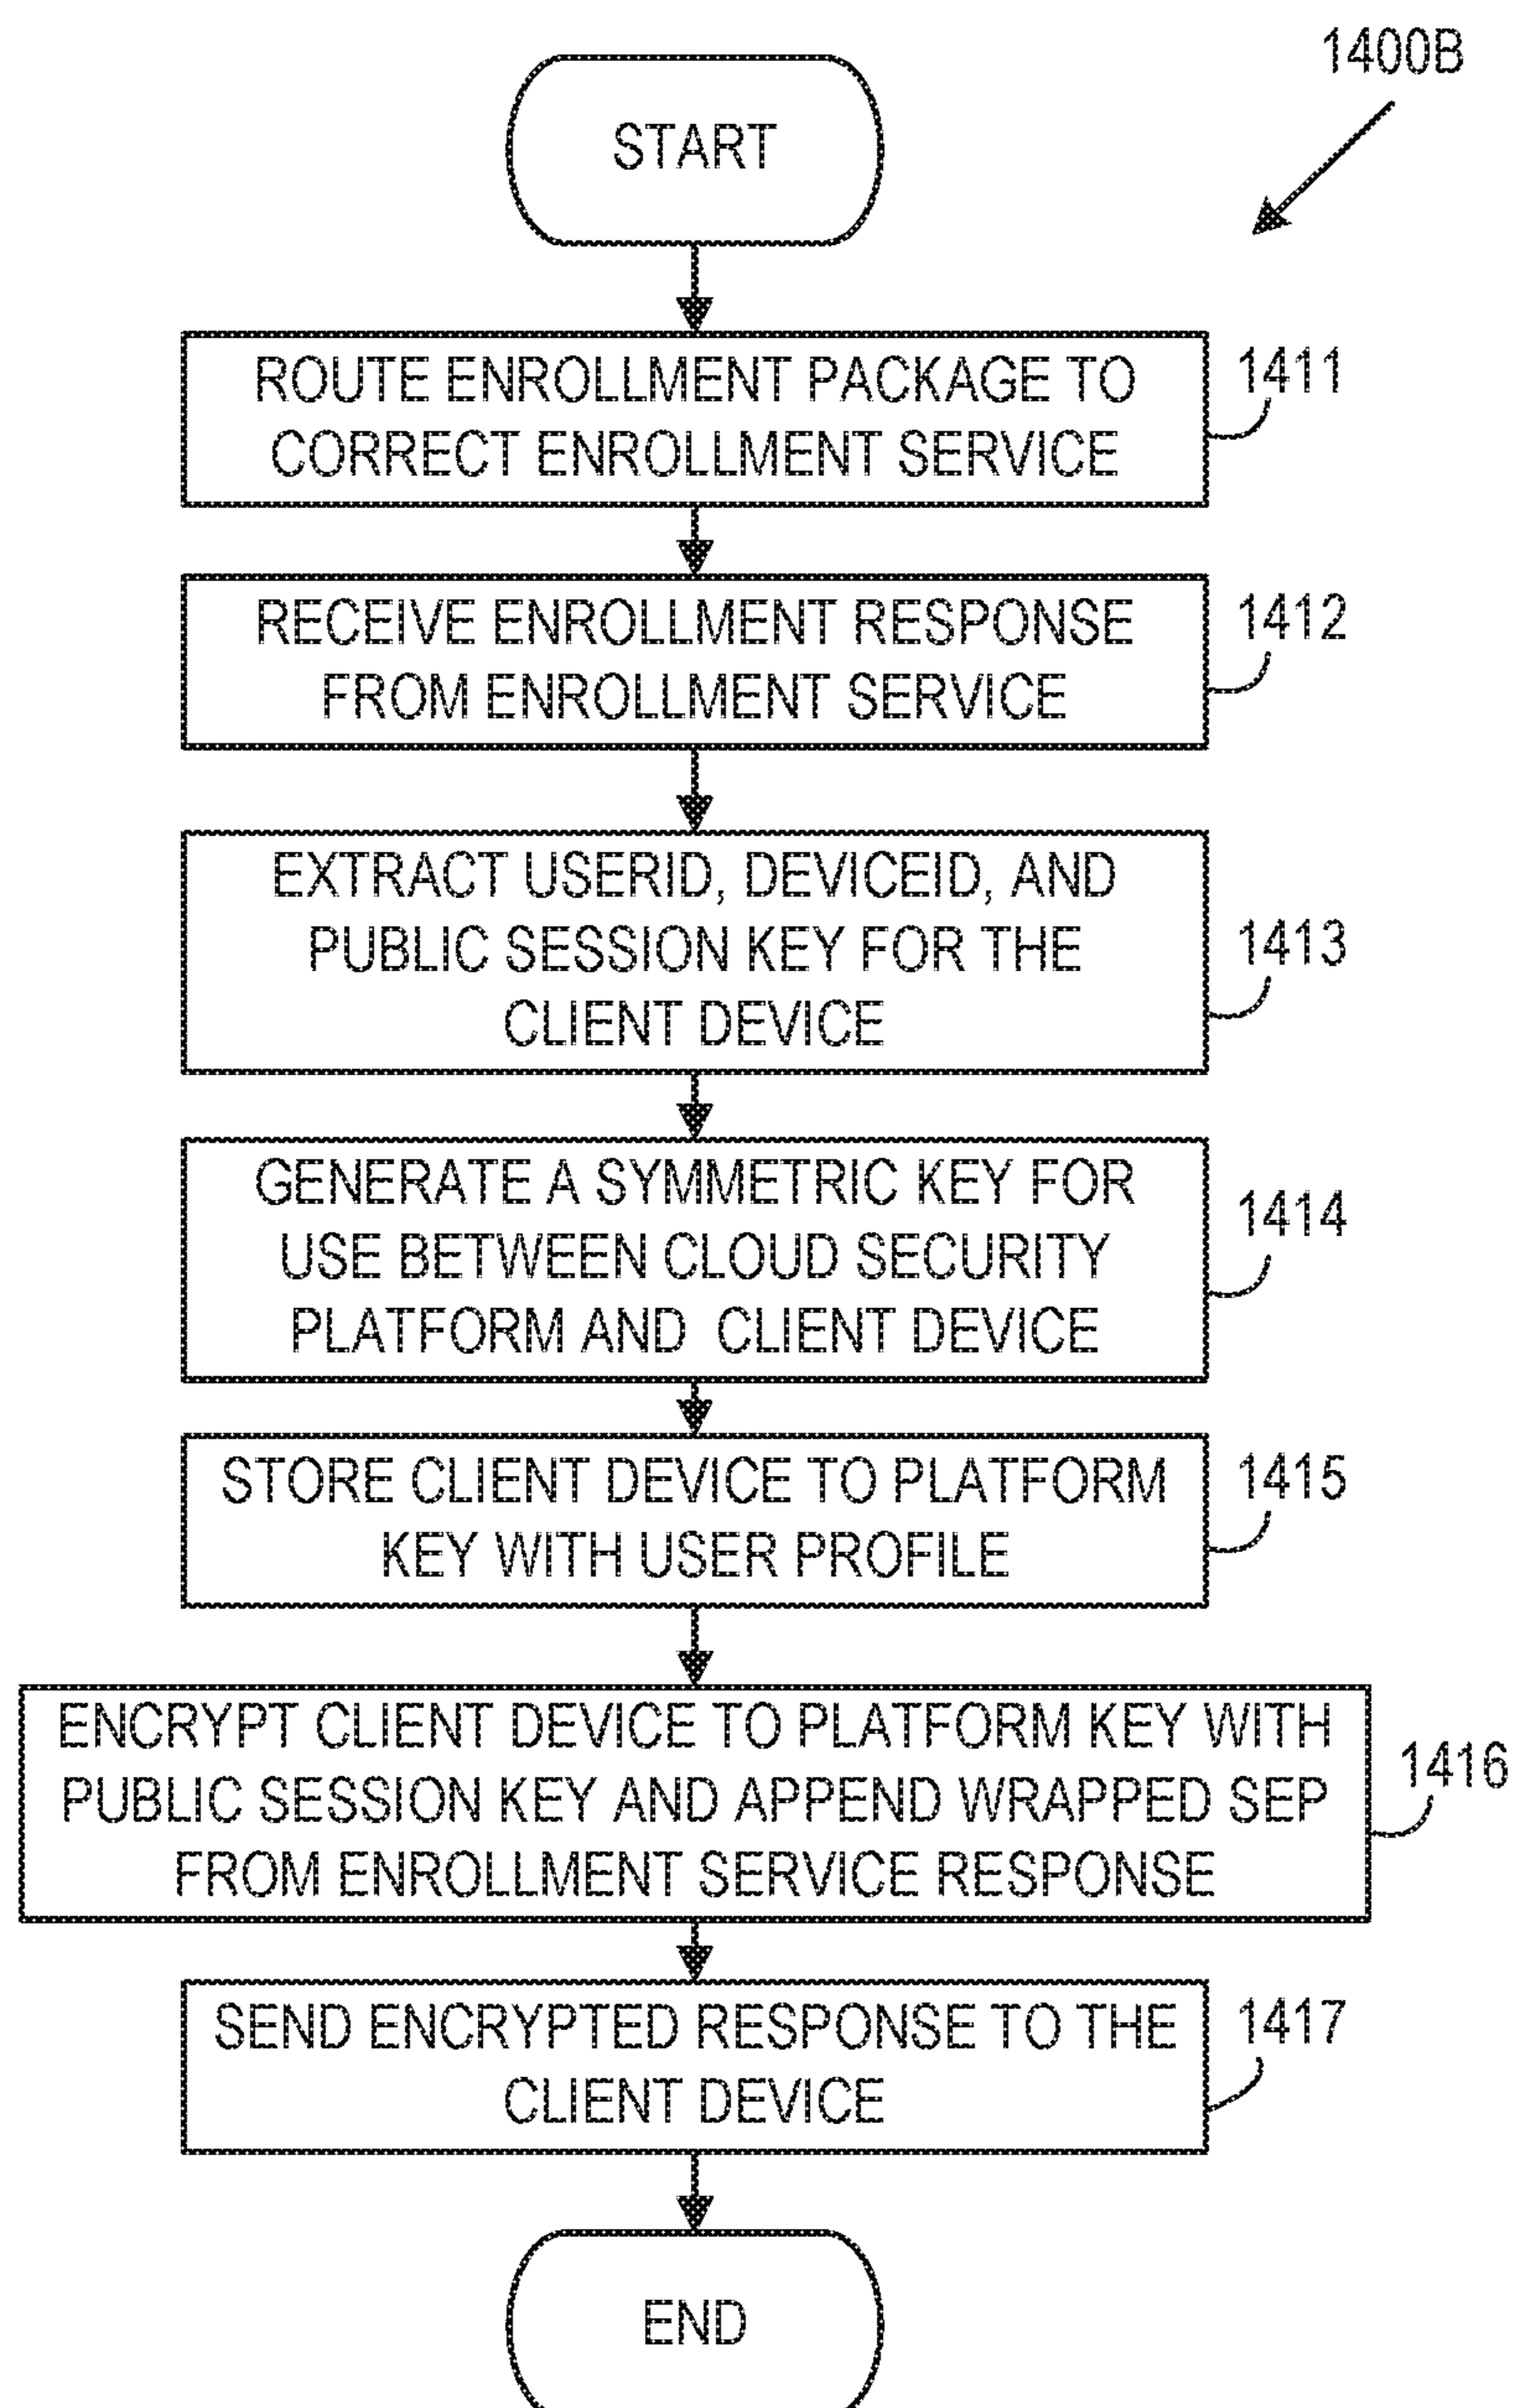 1400B
START
ROUTE ENROLLMENT PACKAGE TO
CORRECT ENROLLMENT SERVICE
1411
RECEIVE ENROLLMENT RESPONSE
FROM ENROLLMENT SERVICE
1412
EXTRACT USERID, DEVICEID, AND
PUBLIC SESSION KEY FOR THE
CLIENT DEVICE
1413
GENERATE A SYMMETRIC KEY FOR
USE BETWEEN CLOUD SECURITY
PLATFORM AND CLIENT DEVICE
1414
STORE CLIENT DEVICE TO PLATFORM
KEY WITH USER PROFILE
1415
ENCRYPT CLIENT DEVICE TO PLATFORM KEY WITH
PUBLIC SESSION KEY AND APPEND WRAPPED SEP
FROM ENROLLMENT SERVICE RESPONSE
1416
SEND ENCRYPTED RESPONSE TO THE
CLIENT DEVICE
1417
END